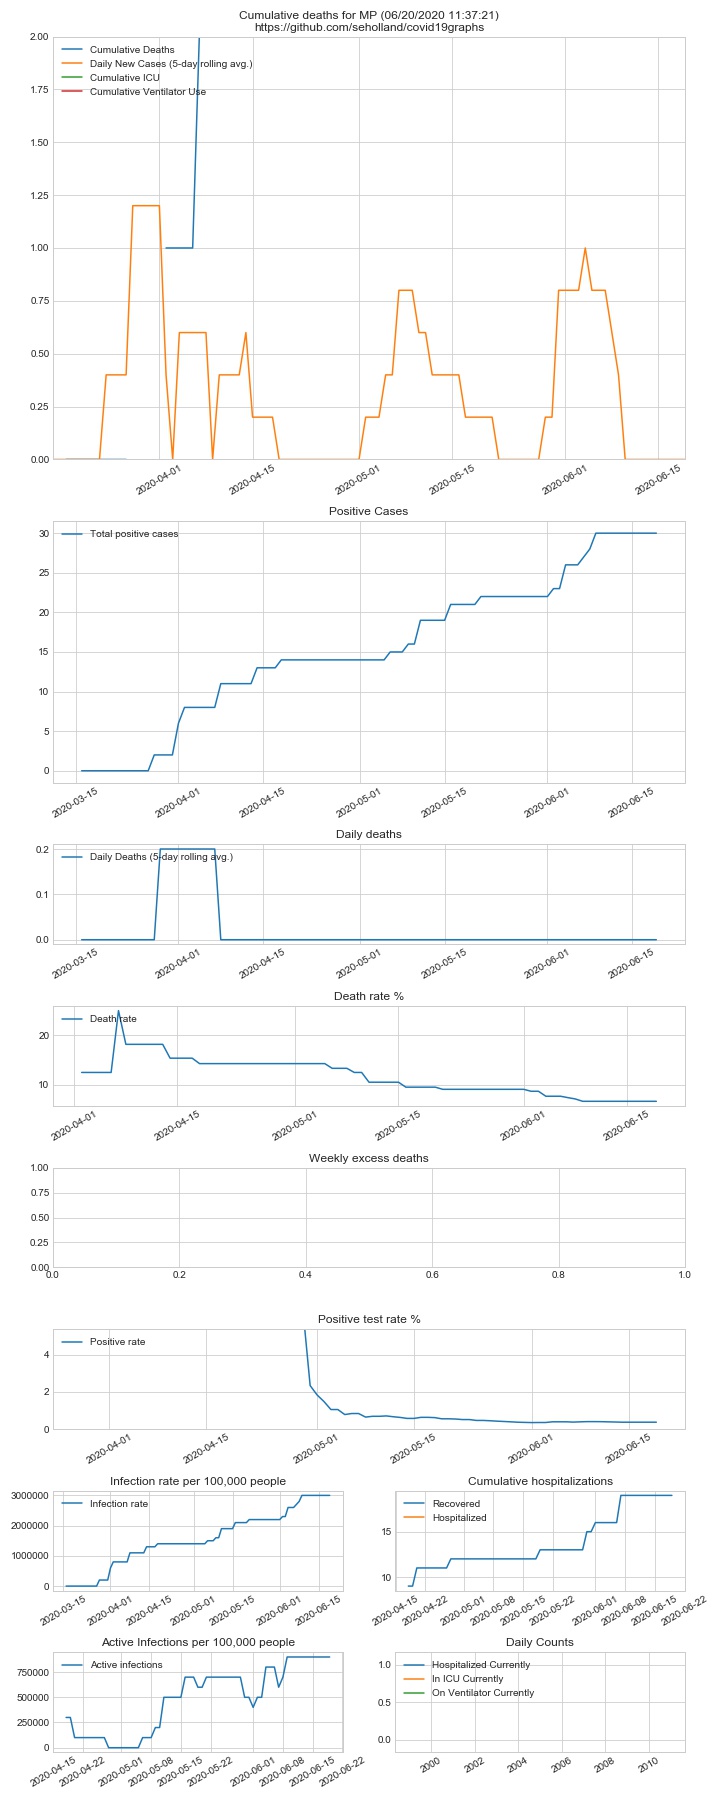 Cumulative deaths for MP (06/20/2020 11:37:21)
https://github.com/seholland/covid19graphs
Cumulative Deaths
Daily New Cases (5-day rolling avg.)
Cumulative ICU
Cumulative Ventilator Use
2.00
1.75
1.50
1.25
1.00
0.75
0.50
0.25
0.00
2020-04-01 2020-04-15 2020-05-01 2020-05-15 2020-06-01 2020-06-15
Positive Cases
Total positive cases
30
25
20
15
10
5
0
2020-03-15 2020-04-01 2020-04-15 2020-05-01 2020-05-15 2020-06-01 2020-06-15
Daily deaths
Daily Deaths (5-day rolling avg.)
0.2
0.1
0.0
2020-03-15 2020-04-01 2020-04-15 2020-05-01 2020-05-15 2020-06-01 2020-06-15
Death rate %
Death rate
20
10
2020-04-01 2020-04-15 2020-05-01 2020-05-15 2020-06-01 2020-06-15
Weekly excess deaths
1.00
0.75
0.50
0.25
0.00
0.0 0.2 0.4 0.6 0.8 1.0
Positive test rate %
Positive rate
4
2
0
2020-04-01 2020-04-15 2020-05-01 2020-05-15 2020-06-01 2020-06-15
Infection rate per 100,000 people
Infection rate
3000000
2000000
1000000
0
2020-03-15 2020-04-01 2020-04-15 2020-05-01 2020-05-15 2020-06-01 2020-06-15
Cumulative hospitalizations
Recovered
Hospitalized
15
10
2020-04-15 2020-04-22 2020-05-01 2020-05-08 2020-05-15 2020-05-22 2020-06-01 2020-06-08 2020-06-15 2020-06-22
Active Infections per 100,000 people
Active infections
750000
500000
250000
0
2020-04-15 2020-04-22 2020-05-01 2020-05-08 2020-05-15 2020-05-22 2020-06-01 2020-06-08 2020-06-15 2020-06-22
Daily Counts
Hospitalized Currently
In ICU Currently
On Ventilator Currently
1.0
0.5
0.0
2000 2002 2004 2006 2008 2010